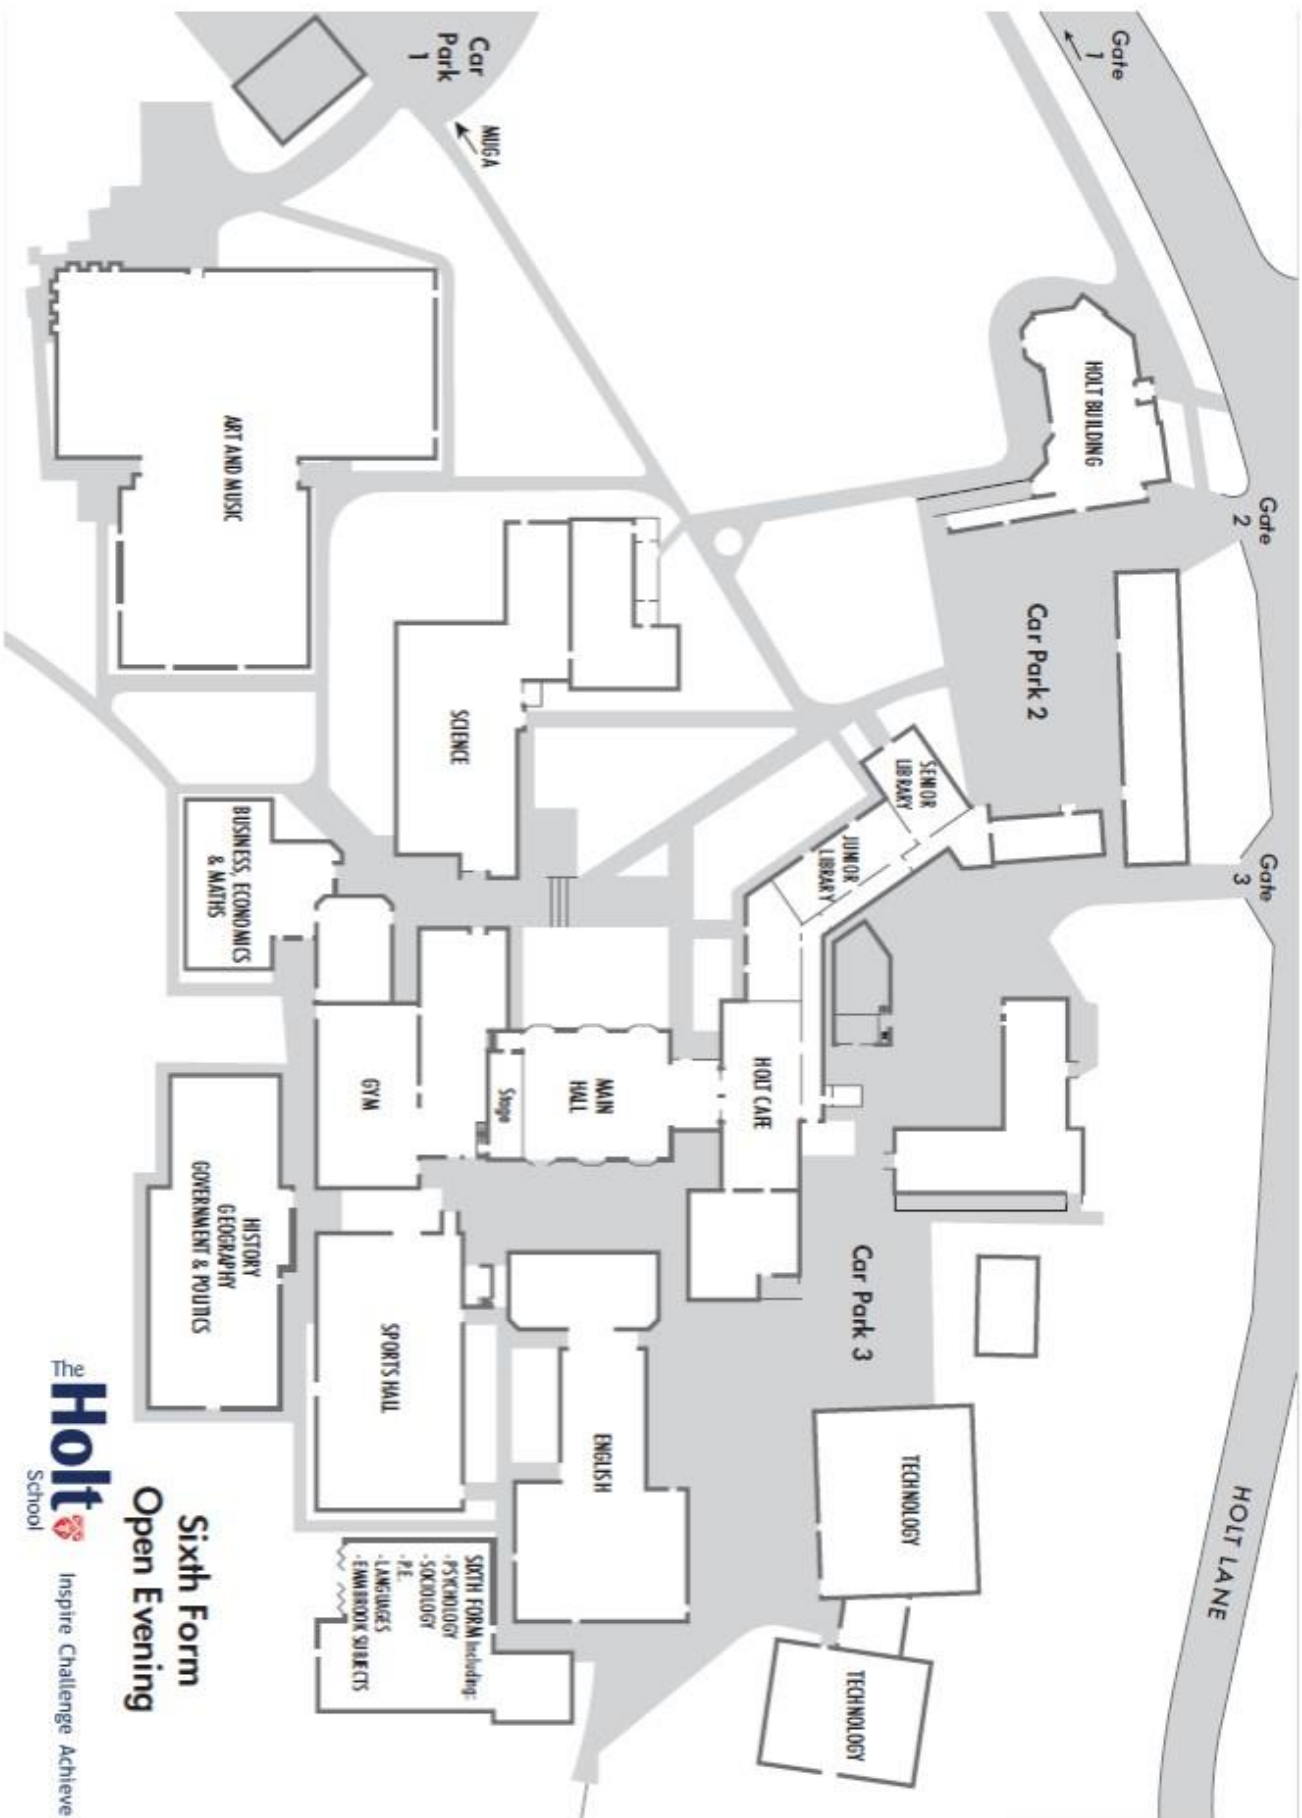 Gate
1
Gate
2
Gate
3
HOLT LANE
HOLT BUILDING
Car Park 2
Car
Park
1
MUGA
SENIOR
LIBRARY
JUNIOR
LIBRARY
HOLT CAFE
Car Park 3
TECHNOLOGY
TECHNOLOGY
MAIN
HALL
Stage
ENGLISH
SCIENCE
GYM
SPORTS HALL
SIXTH FORM Including:
- PSYCHOLOGY
- SOCIOLOGY
- P.E.
- LANGUAGES
- EMMBROOK SUBJECTS
ART AND MUSIC
BUSINESS, ECONOMICS
& MATHS
HISTORY
GEOGRAPHY
GOVERNMENT & POLITICS
Sixth Form
Open Evening
The
Holt
School
Inspire Challenge Achieve